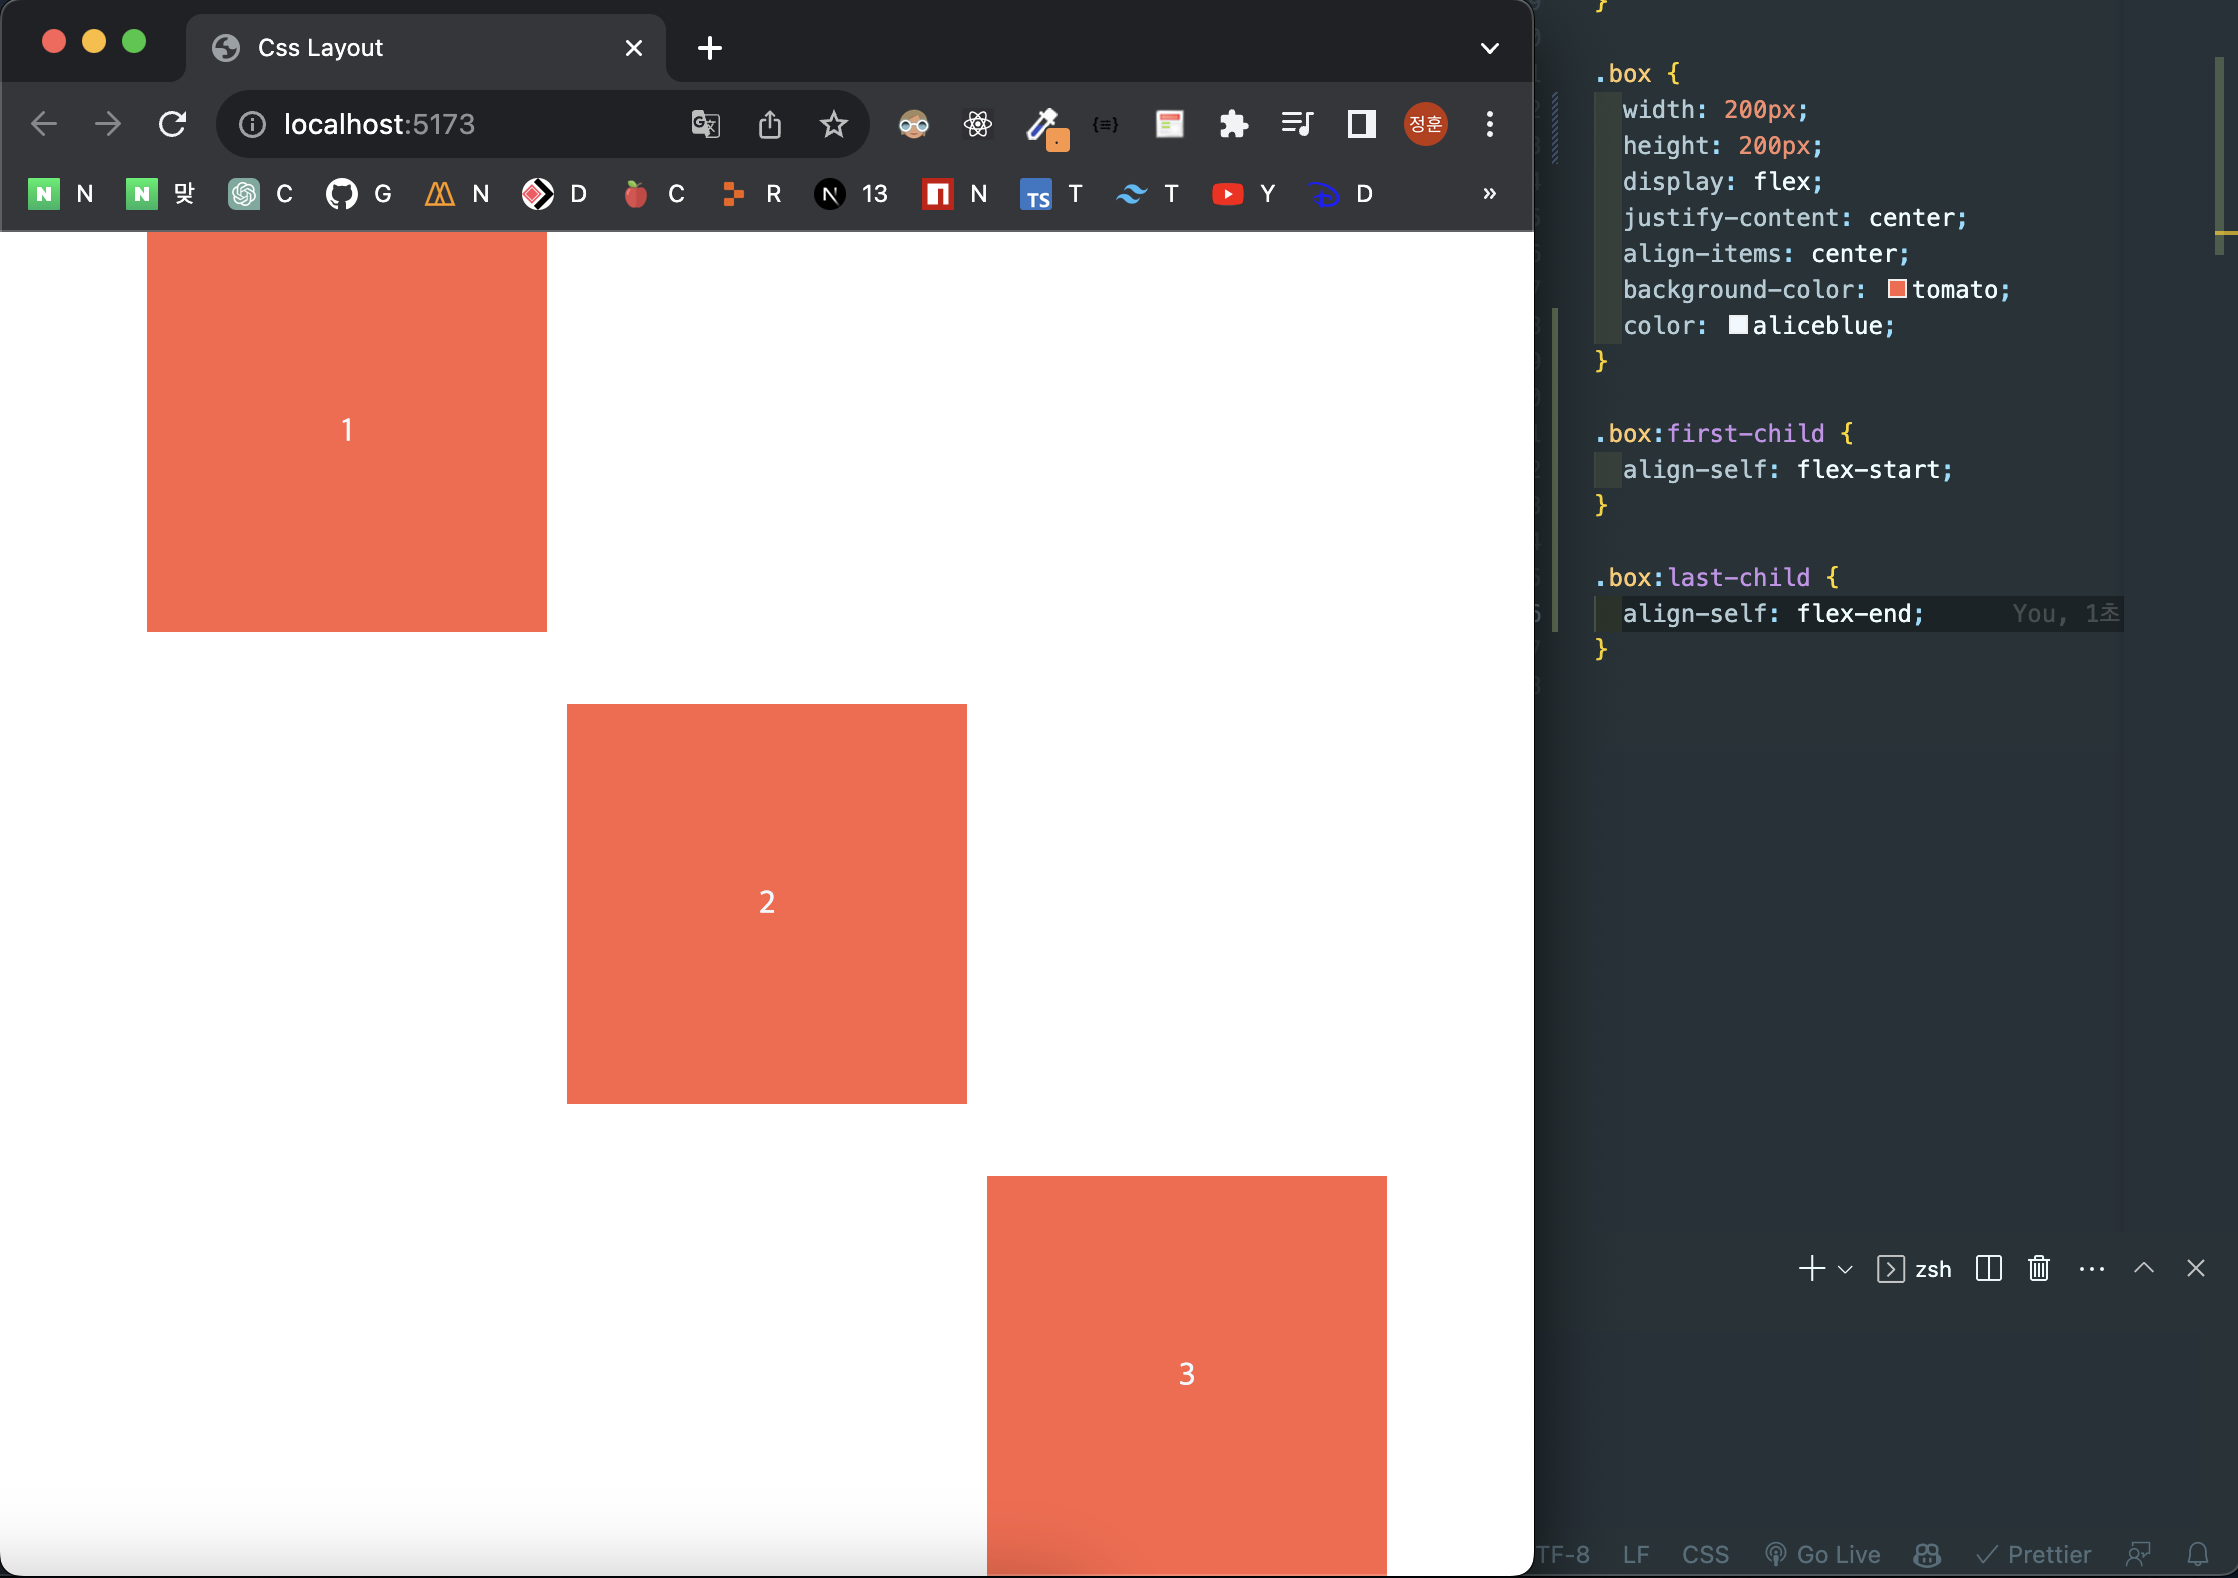 Css Layout
localhost:5173
정훈
N N
N 맞
C
G
N
D
C
R
N 13
N
TS T
T
Y
D
»
1
2
3
}
.box {
width: 200px;
height: 200px;
display: flex;
justify-content: center;
align-items: center;
background-color: tomato;
color: aliceblue;
}
.box:first-child {
align-self: flex-start;
}
.box:last-child {
align-self: flex-end; You, 1초
}
zsh
TF-8 LF CSS Go Live Prettier